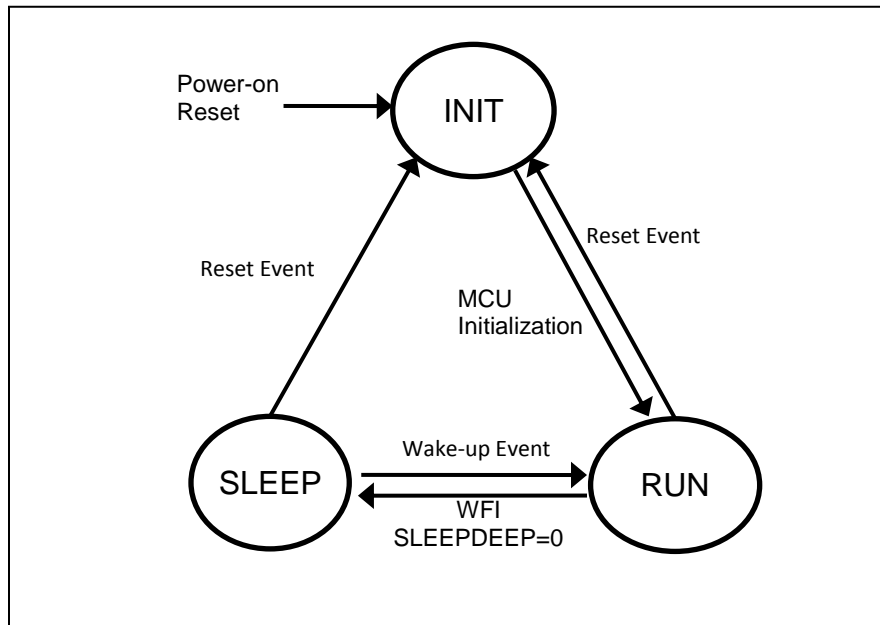 Power-on
Reset
INIT
Reset Event
Reset Event
MCU
Initialization
SLEEP
Wake-up Event
RUN
WFI
SLEEPDEEP=0